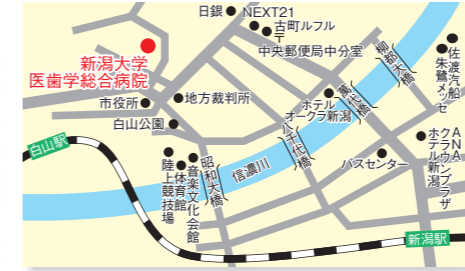 日銀
NEXT21
古町ルフル
〒
中央郵便局中分室
新潟大学
医歯学総合病院
市役所
地方裁判所
白山公園
白山駅
陸上競技場
体育館
音楽文化会館
昭和大橋
信濃川
八千代橋
ホテル
オークラ新潟
萬代橋
柳都大橋
佐渡汽船
朱鷺メッセ
バスセンター
ANA
クラウンプラザ
ホテル新潟
新潟駅